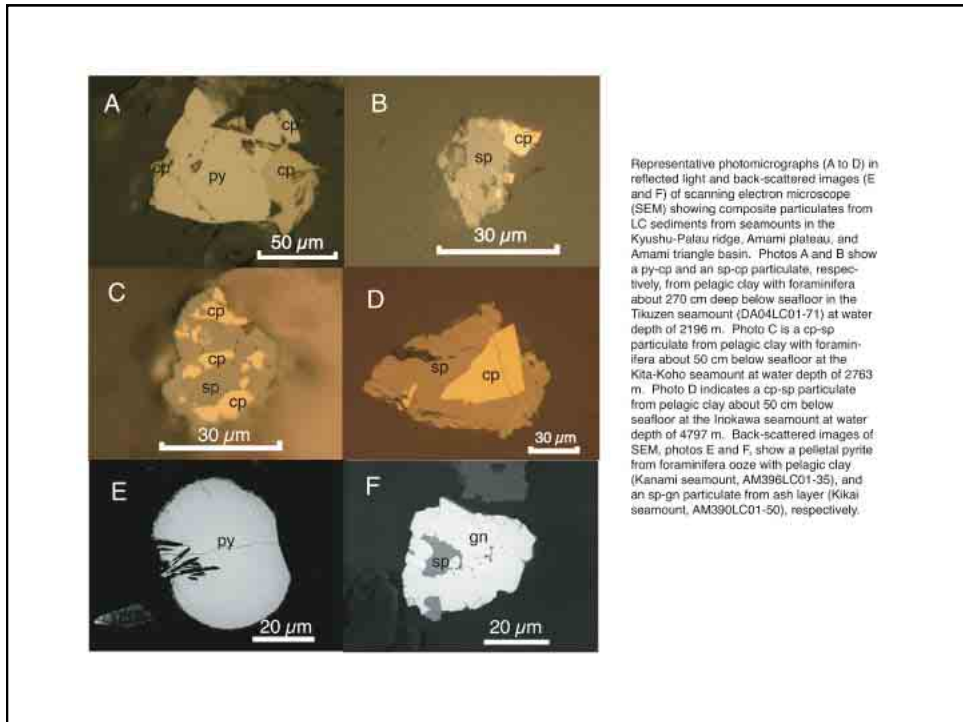 A
cp
cp
py
cp
50 µm
B
cp
sp
30 µm
C
cp
cp
sp
cp
30 µm
D
sp
cp
30 µm
E
py
20 µm
F
gn
sp
20 µm
Representative photomicrographs (A to D) in
reflected light and back-scattered images (E
and F) of scanning electron microscope
(SEM) showing composite particulates from
LC sediments from seamounts in the
Kyushu-Palau ridge, Amami plateau, and
Amami triangle basin. Photos A and B show
a py-cp and an sp-cp particulate, respec-
tively, from pelagic clay with foraminifera
about 270 cm deep below seafloor in the
Tikuzen seamount (DA04LC01-71) at water
depth of 2196 m. Photo C is a cp-sp
particulate from pelagic clay with foramin-
ifera about 50 cm below seafloor at the
Kita-Koho seamount at water depth of 2763
m. Photo D indicates a cp-sp particulate
from pelagic clay about 50 cm below
seafloor at the Inokawa seamount at water
depth of 4797 m. Back-scattered images of
SEM, photos E and F, show a pelletal pyrite
from foraminifera ooze with pelagic clay
(Kanami seamount, AM396LC01-35), and
an sp-gn particulate from ash layer (Kikai
seamount, AM390LC01-50), respectively.